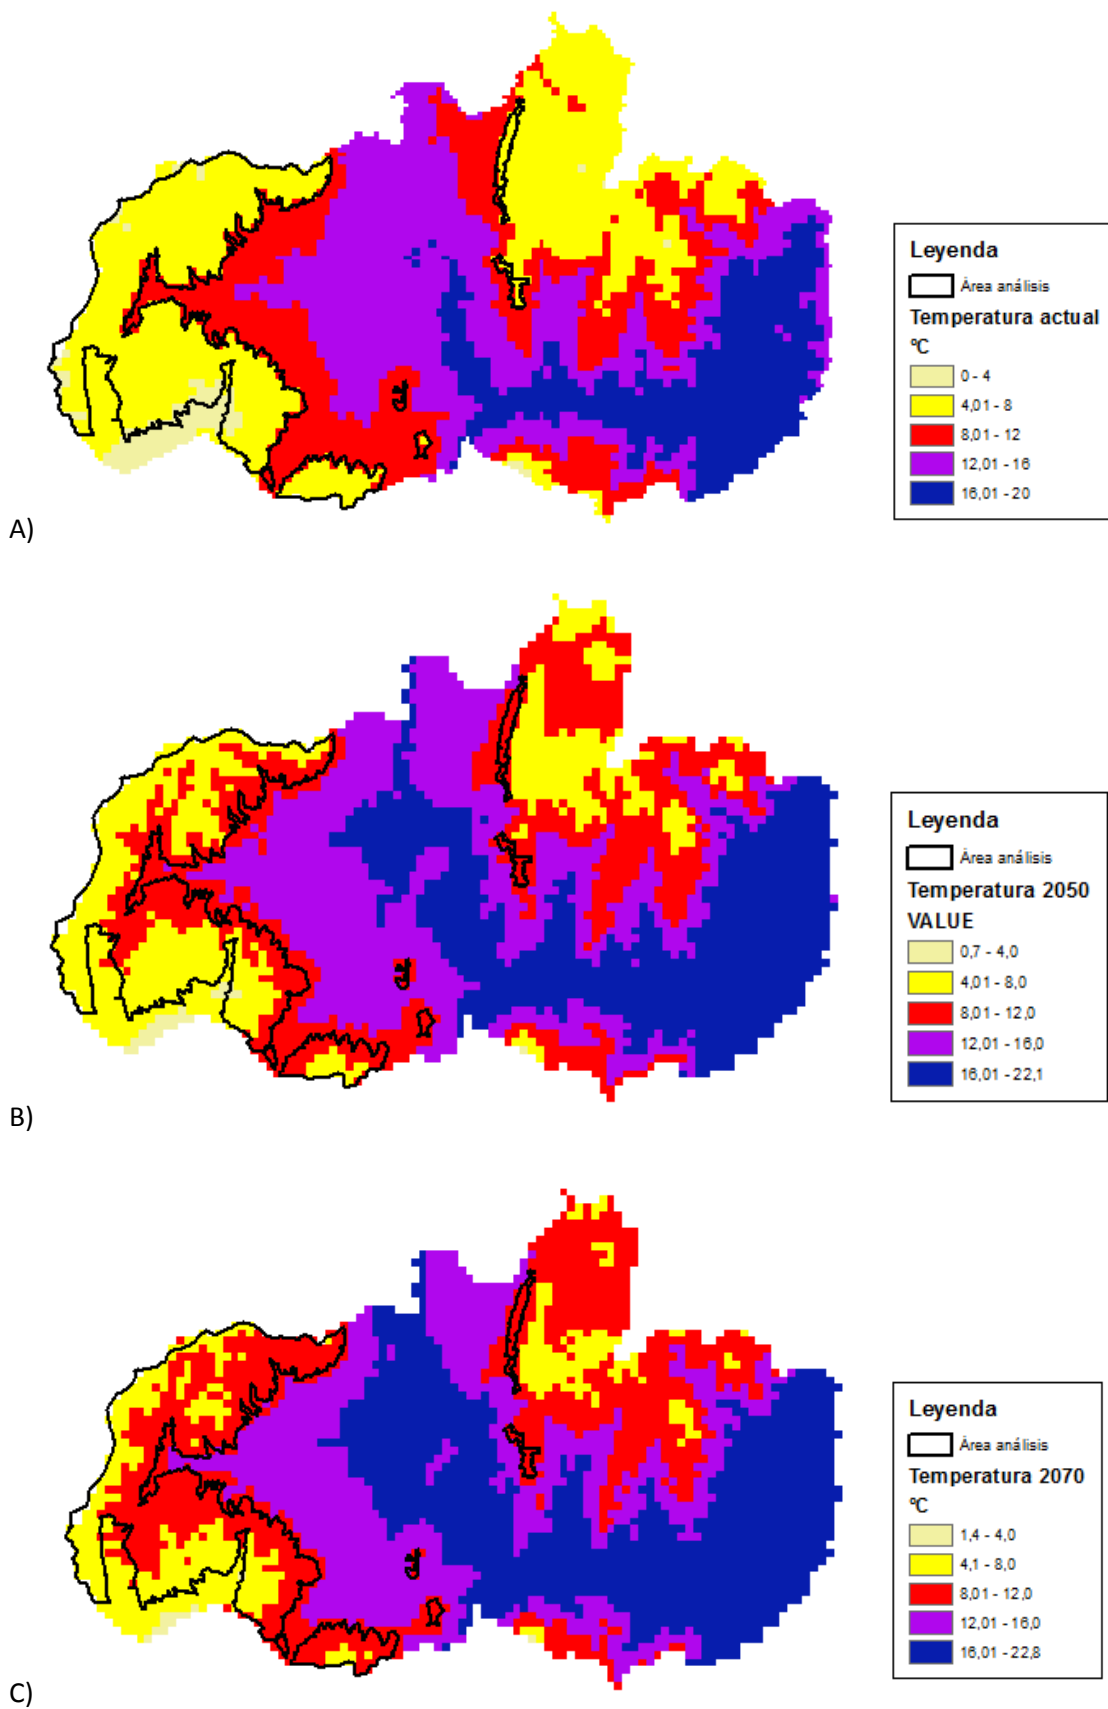 Leyenda
Área análisis
Temperatura actual
ºC
0 - 4
4,01 - 8
8,01 - 12
12,01 - 16
16,01 - 20
A)
Leyenda
Área análisis
Temperatura 2050
VALUE
0,7 - 4,0
4,01 - 8,0
8,01 - 12,0
12,01 - 16,0
16,01 - 22,1
B)
Leyenda
Área análisis
Temperatura 2070
ºC
1,4 - 4,0
4,1 - 8,0
8,01 - 12,0
12,01 - 16,0
16,01 - 22,8
C)